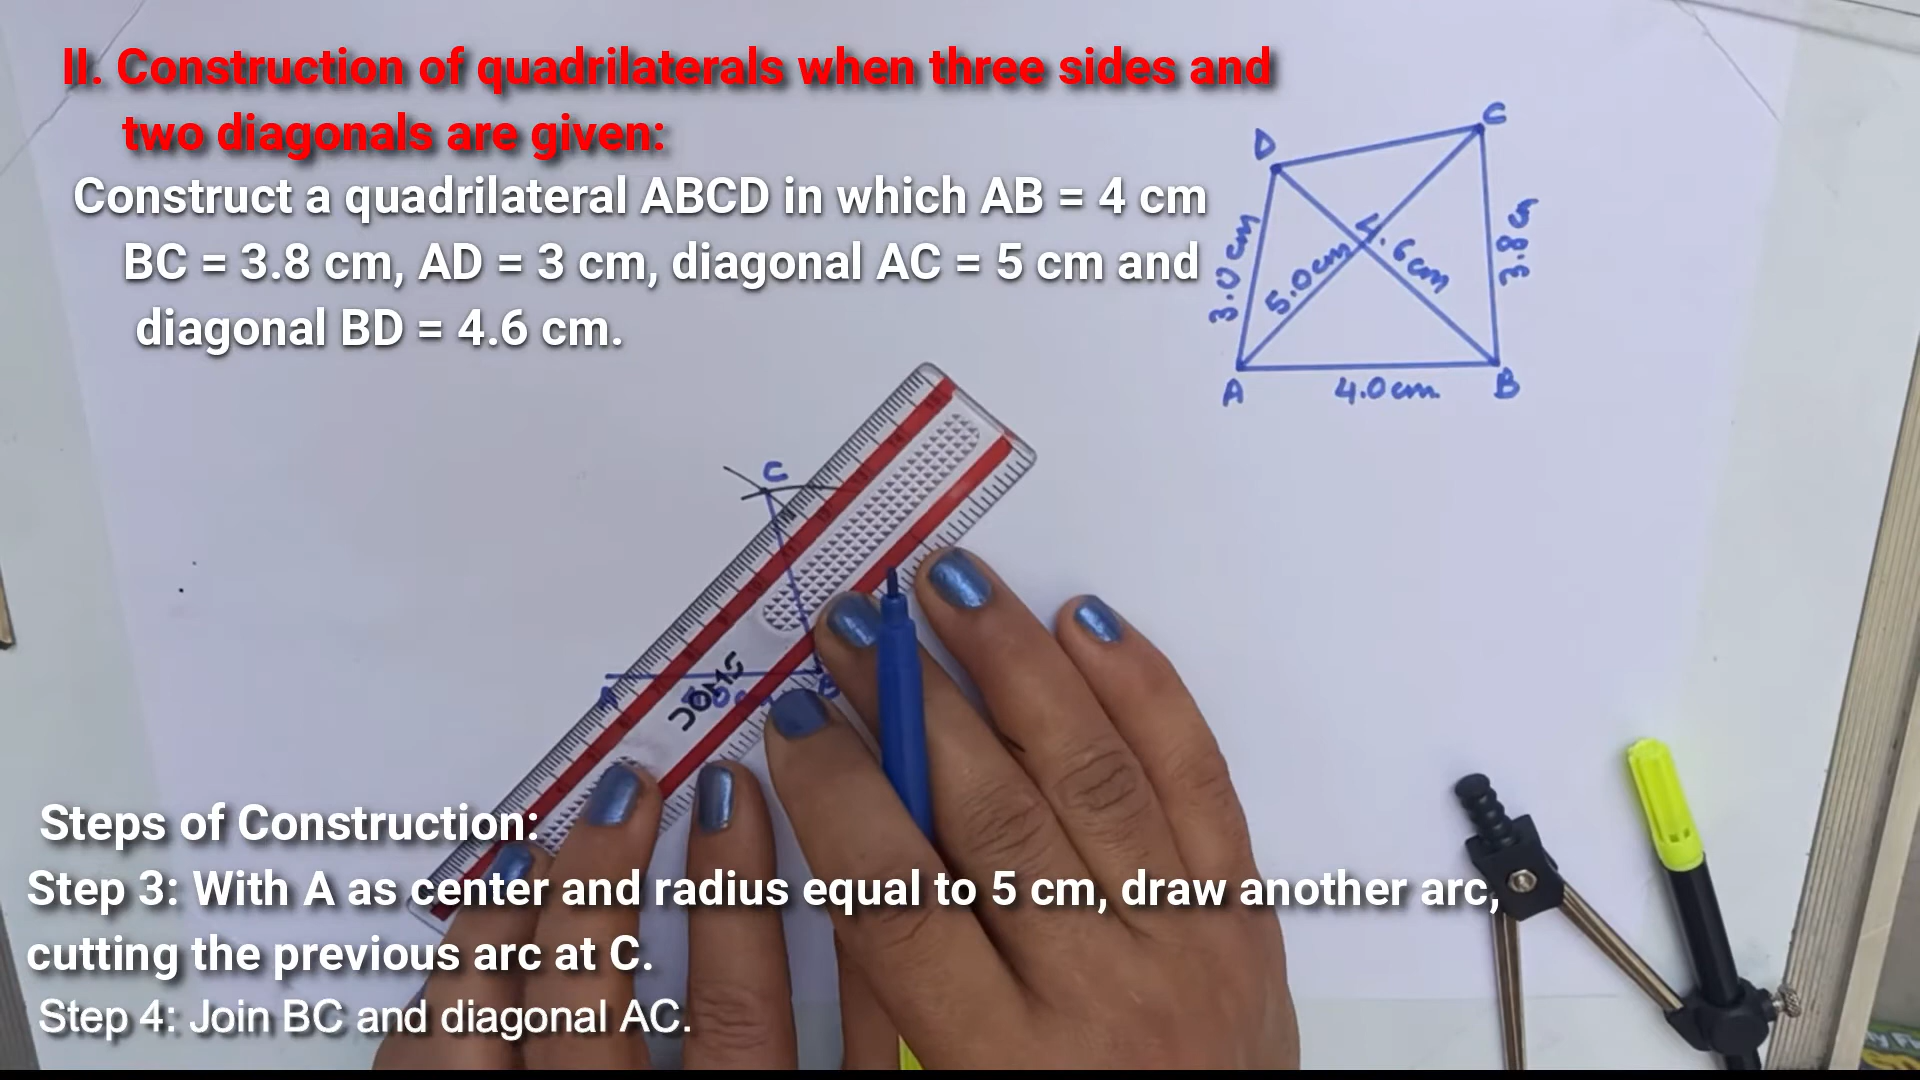 II. Construction of quadrilaterals when three sides and
two diagonals are given:
Construct a quadrilateral ABCD in which AB = 4 cm
BC = 3.8 cm, AD = 3 cm, diagonal AC = 5 cm and
diagonal BD = 4.6 cm.
D
C
3.0 cm
5.0 cm
4.6 cm
3.8 cm
A
4.0 cm.
B
C
DOMS
A
B
Steps of Construction:
Step 3: With A as center and radius equal to 5 cm, draw another arc,
cutting the previous arc at C.
Step 4: Join BC and diagonal AC.